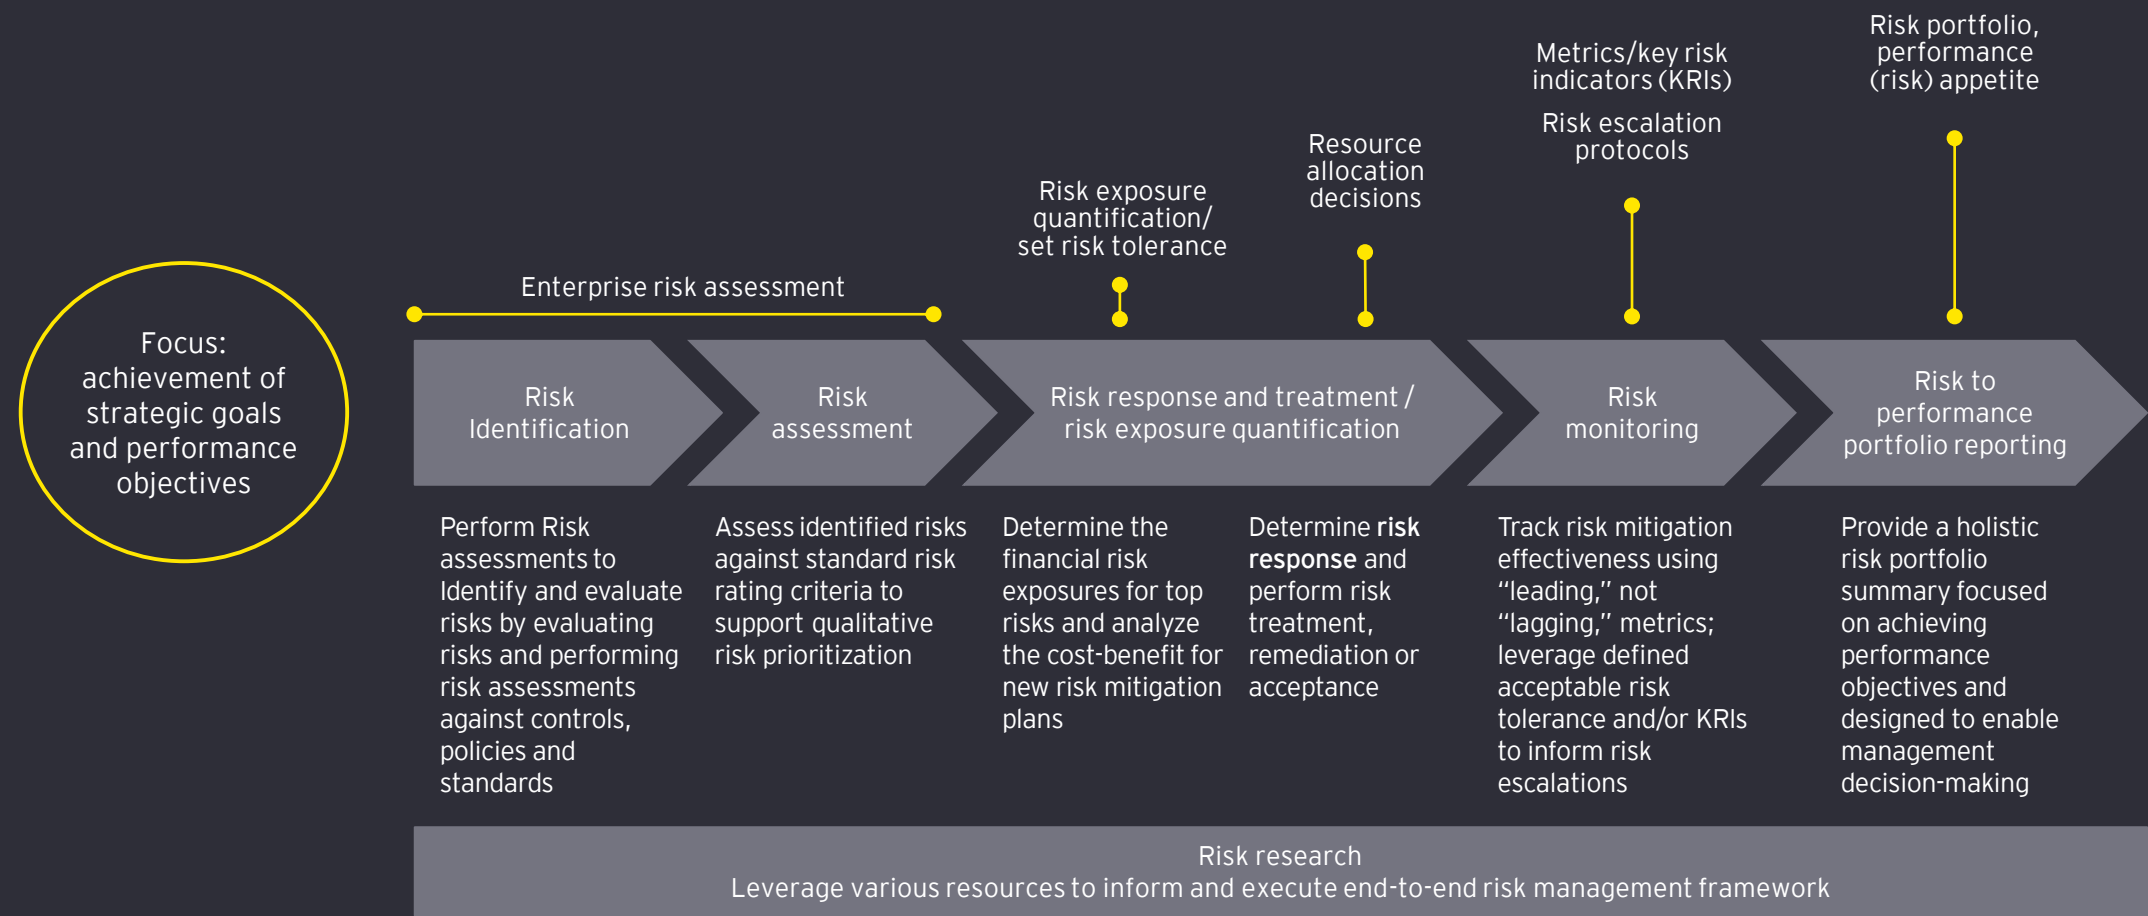 Focus:
achievement of
strategic goals
and performance
objectives
Enterprise risk assessment
Risk exposure
quantification/
set risk tolerance
Resource
allocation
decisions
Metrics/key risk
indicators (KRIs)
Risk escalation
protocols
Risk portfolio,
performance
(risk) appetite
Risk
Identification
Risk
assessment
Risk response and treatment /
risk exposure quantification
Risk
monitoring
Risk to
performance
portfolio reporting
Perform Risk
assessments to
Identify and evaluate
risks by evaluating
risks and performing
risk assessments
against controls,
policies and
standards
Assess identified risks
against standard risk
rating criteria to
support qualitative
risk prioritization
Determine the
financial risk
exposures for top
risks and analyze
the cost-benefit for
new risk mitigation
plans
Determine risk
response and
perform risk
treatment,
remediation or
acceptance
Track risk mitigation
effectiveness using
“leading,” not
“lagging,” metrics;
leverage defined
acceptable risk
tolerance and/or KRIs
to inform risk
escalations
Provide a holistic
risk portfolio
summary focused
on achieving
performance
objectives and
designed to enable
management
decision-making
Risk research
Leverage various resources to inform and execute end-to-end risk management framework